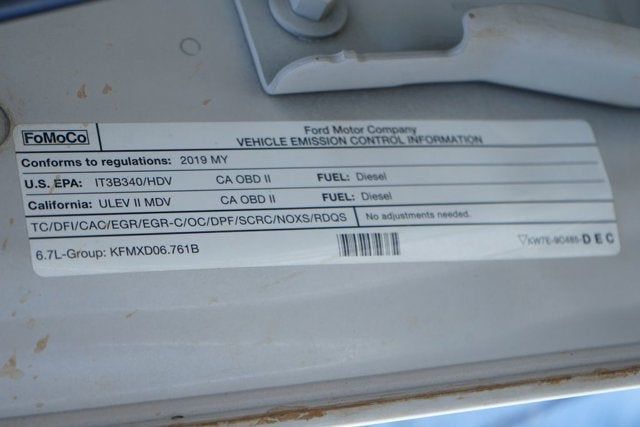 FoMoCo
Ford Motor Company
VEHICLE EMISSION CONTROL INFORMATION
Conforms to regulations: 2019 MY
U.S. EPA: IT3B340/HDV CA OBD II FUEL: Diesel
California: ULEV II MDV CA OBD II FUEL: Diesel
TC/DFI/CAC/EGR/EGR-C/OC/DPF/SCRC/NOXS/RDQS No adjustments needed.
6.7L-Group: KFMXD06.761B
KW7E-9C485- DEC